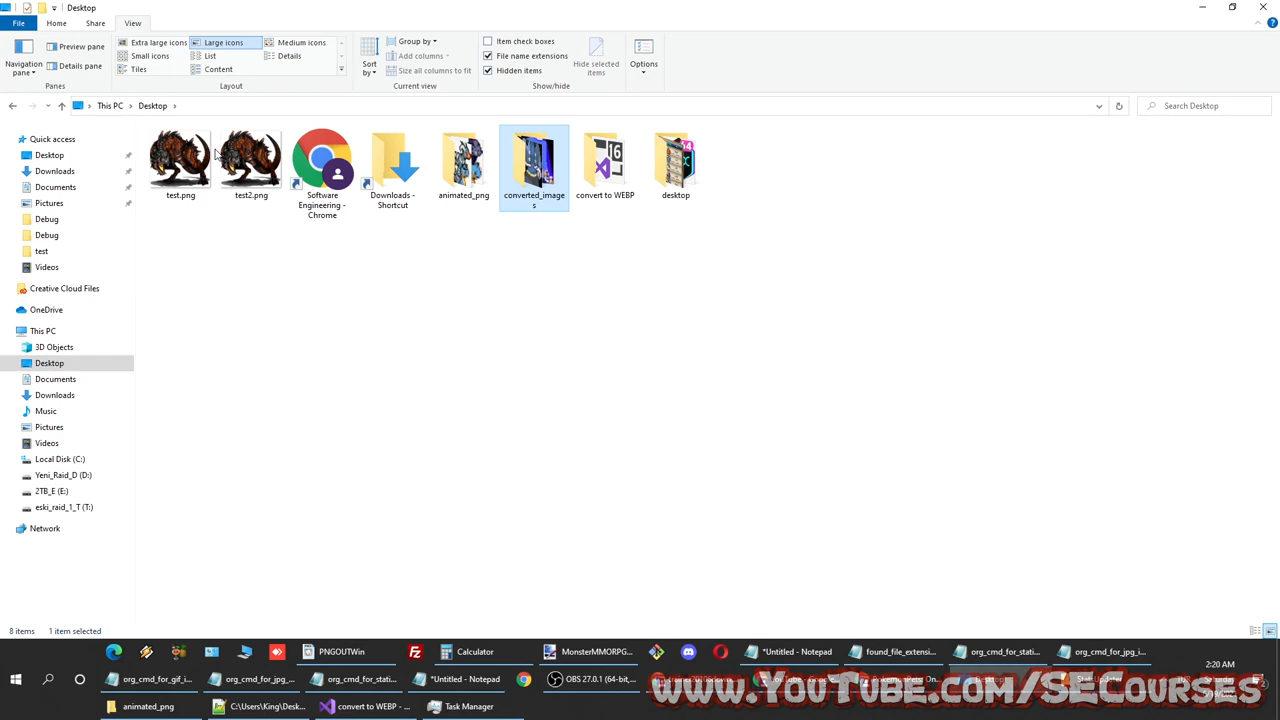 Desktop
File Home Share View
Navigation pane
Preview pane
Details pane
Panes
Extra large icons Large icons Medium icons
Small icons List Details
Tiles Content
Layout
Sort by
Group by
Add columns
Size all columns to fit
Current view
Item check boxes
File name extensions
Hidden items
Hide selected items
Show/hide
Options
This PC Desktop
Search Desktop
Quick access
Desktop
Downloads
Documents
Pictures
Debug
Debug
test
Videos
Creative Cloud Files
OneDrive
This PC
3D Objects
Desktop
Documents
Downloads
Music
Pictures
Videos
Local Disk (C:)
Yeni_Raid_D (D:)
2TB_E (E:)
eski_raid_1_T (T:)
Network
test.png
test2.png
Software Engineering - Chrome
Downloads - Shortcut
animated_png
converted_images
16
convert to WEBP
desktop
8 items 1 item selected
PNGOUTWin
Calculator
MonsterMMORPG...
*Untitled - Notepad
found_file_extensi...
org_cmd_for_stati...
org_cmd_for_jpg_i...
2:20 AM
org_cmd_for_gif_i...
org_cmd_for_jpg_...
org_cmd_for_stati...
*Untitled - Notepad
OBS 27.0.1 (64-bit,...
Saturday
animated_png
C:\Users\King\Desk...
convert to WEBP - ...
Task Manager
www.YouTube.com/SECourses